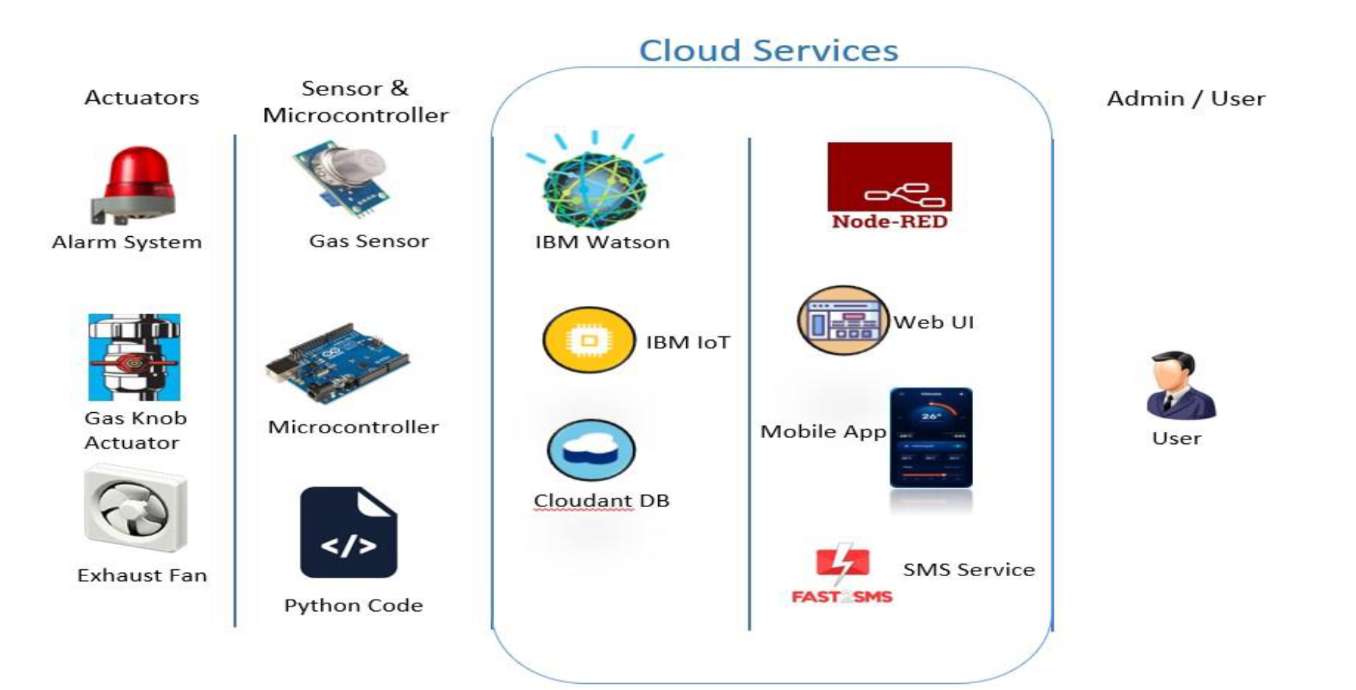 Cloud Services
Actuators
Sensor &
Microcontroller
Admin / User
Alarm System
Gas Sensor
IBM Watson
Node-RED
Gas Knob
Actuator
Microcontroller
IBM IoT
Web UI
Mobile App
26°
User
Cloudant DB
Exhaust Fan
</>
Python Code
FAST2SMS
SMS Service